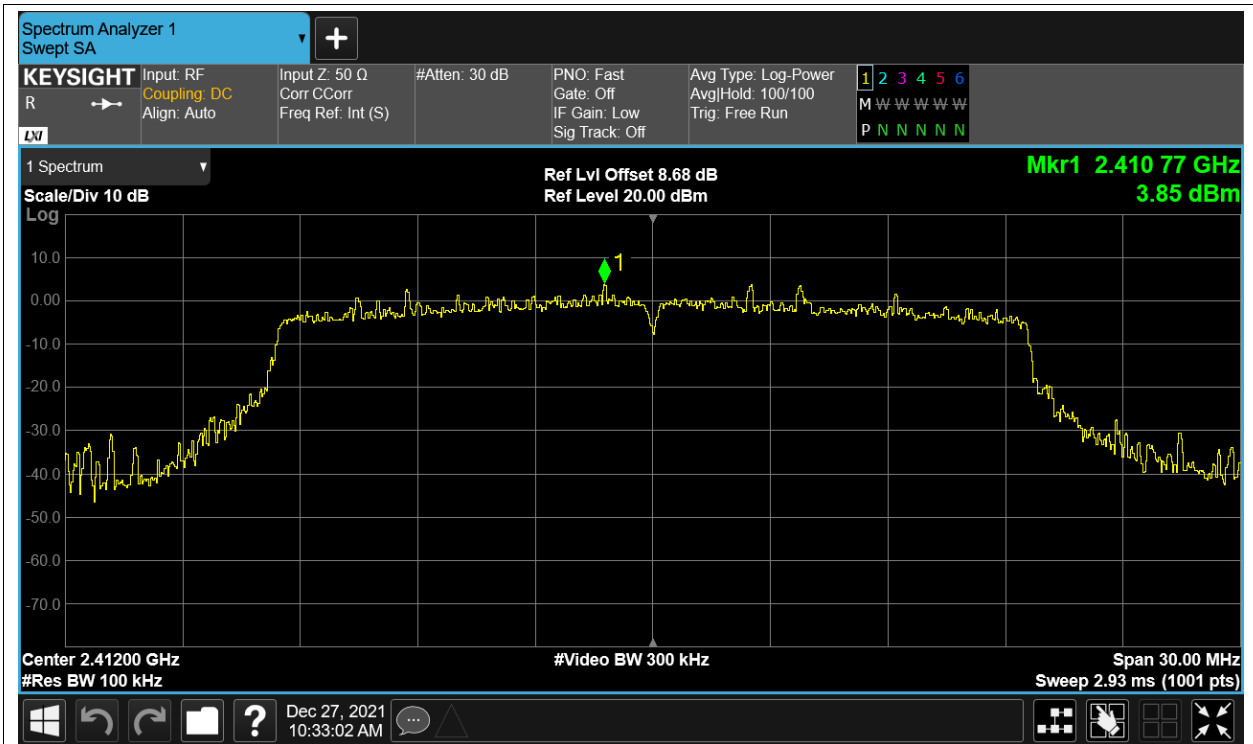 Spectrum Analyzer 1
Swept SA
KEYSIGHT
R
LXI
Input: RF
Coupling: DC
Align: Auto
Input Z: 50 Ω
Corr CCorr
Freq Ref: Int (S)
#Atten: 30 dB
PNO: Fast
Gate: Off
IF Gain: Low
Sig Track: Off
Avg Type: Log-Power
Avg|Hold: 100/100
Trig: Free Run
1 2 3 4 5 6
M W W W W W
P N N N N N
1 Spectrum
Scale/Div 10 dB
Ref Lvl Offset 8.68 dB
Ref Level 20.00 dBm
Mkr1 2.410 77 GHz
3.85 dBm
Log
1
10.0
0.00
-10.0
-20.0
-30.0
-40.0
-50.0
-60.0
-70.0
Center 2.41200 GHz
#Video BW 300 kHz
Span 30.00 MHz
#Res BW 100 kHz
Sweep 2.93 ms (1001 pts)
?
Dec 27, 2021
10:33:02 AM